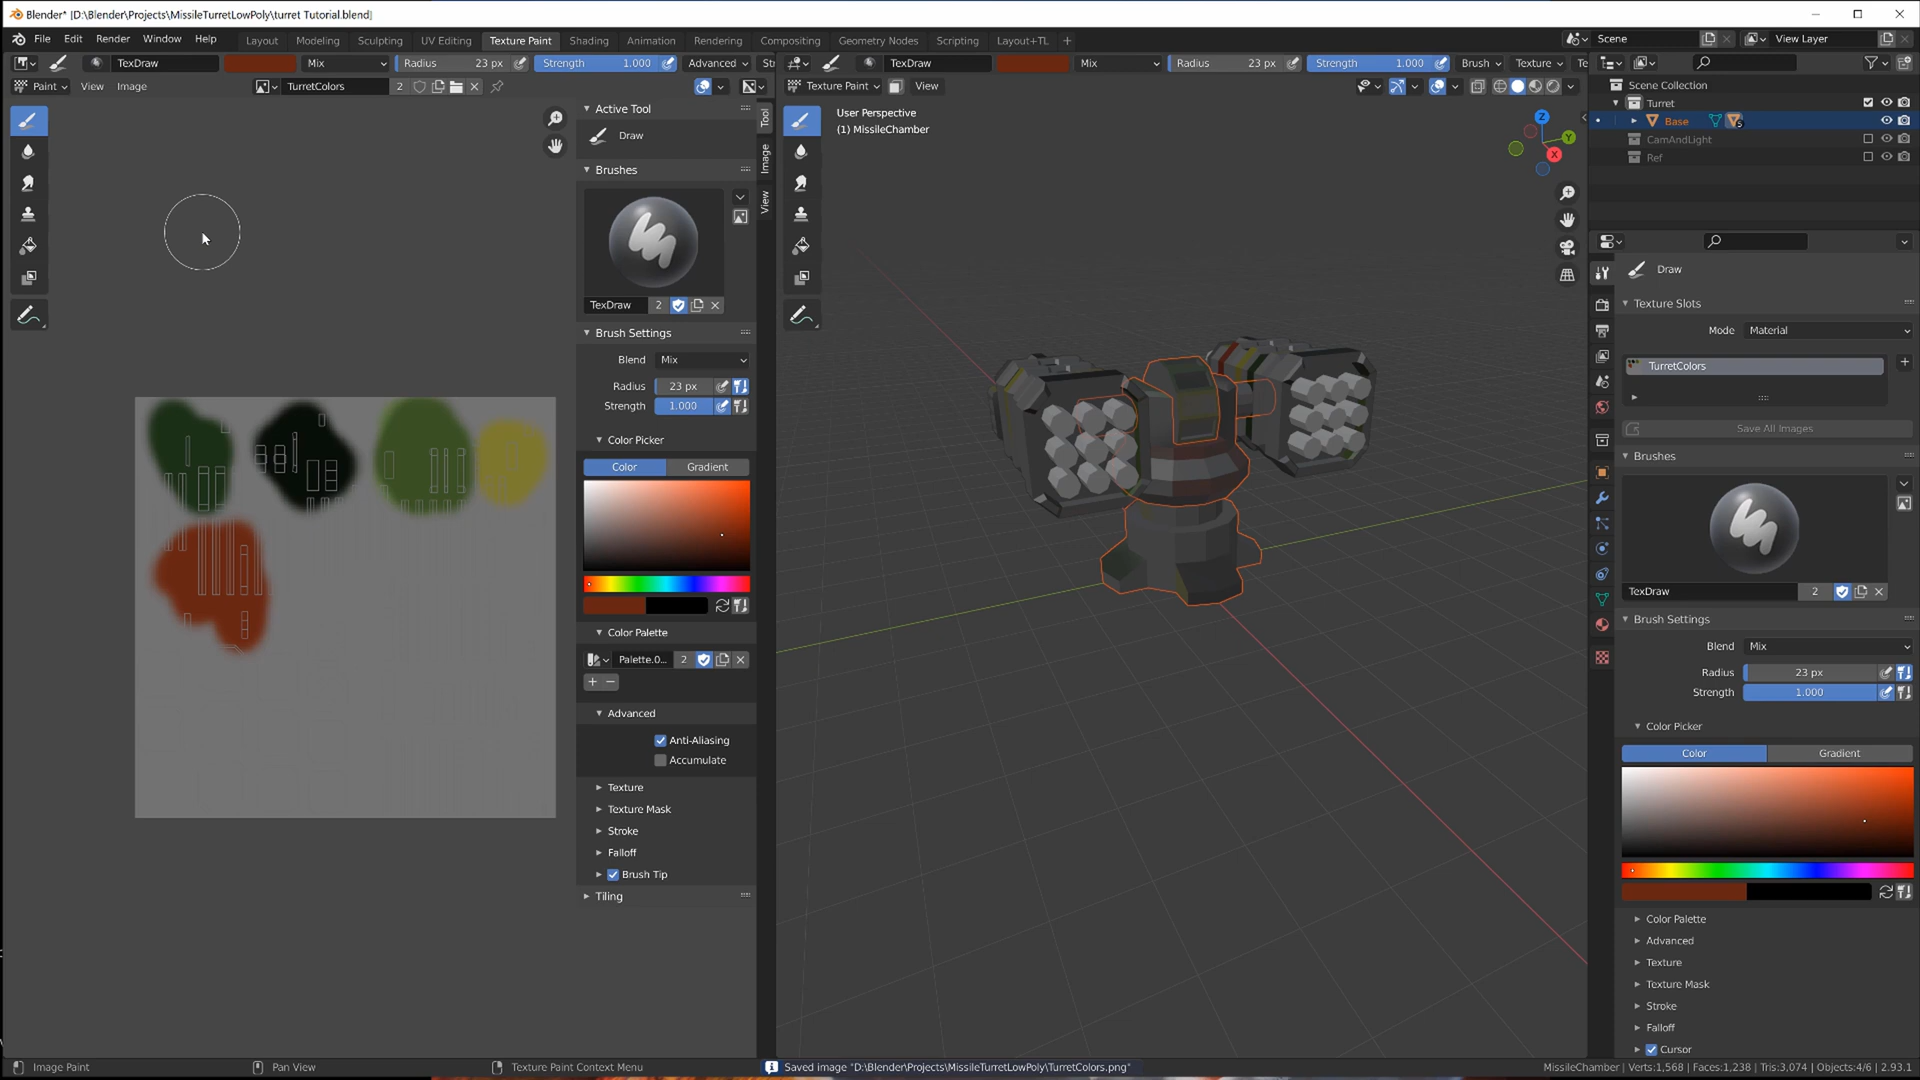 Blender* [D:\Blender\Projects\MissileTurretLowPoly\turret Tutorial.blend]
File Edit Render Window Help Layout Modeling Sculpting UV Editing Texture Paint Shading Animation Rendering Compositing Geometry Nodes Scripting Layout+TL + Scene View Layer
TexDraw Mix Radius 23 px Strength 1.000 Advanced St TexDraw Mix Radius 23 px Strength 1.000 Brush Texture Te
Paint View Image TurretColors 2 Texture Paint View
Scene Collection
Turret
Base 5
CamAndLight
Ref
Active Tool
Draw
Brushes
TexDraw 2
Brush Settings
Blend Mix
Radius 23 px
Strength 1.000
Color Picker
Color Gradient
Color Palette
Palette.0... 2
+ −
Advanced
Anti-Aliasing
Accumulate
Texture
Texture Mask
Stroke
Falloff
Brush Tip
Tiling
Tool
Image
View
User Perspective
(1) MissileChamber
Z
Y
X
Draw
Texture Slots
Mode Material
TurretColors
Save All Images
Brushes
TexDraw 2
Brush Settings
Blend Mix
Radius 23 px
Strength 1.000
Color Picker
Color Gradient
Color Palette
Advanced
Texture
Texture Mask
Stroke
Falloff
Cursor
Image Paint Pan View Texture Paint Context Menu Saved image "D:\Blender\Projects\MissileTurretLowPoly\TurretColors.png" MissileChamber | Verts:1,568 | Faces:1,238 | Tris:3,074 | Objects:4/6 | 2.93.1